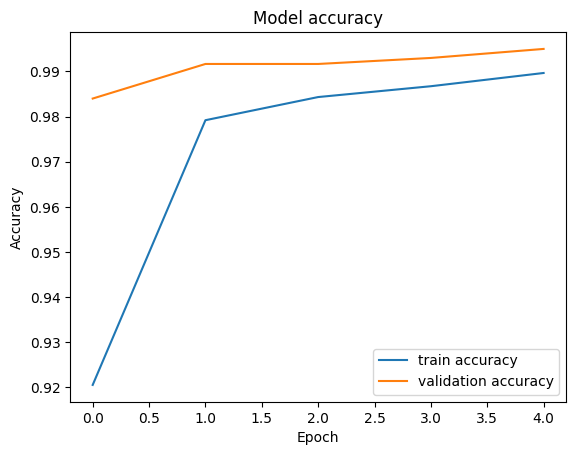 Model accuracy
0.99
0.98
0.97
0.96
0.95
0.94
0.93
0.92
Accuracy
train accuracy
validation accuracy
0.0 0.5 1.0 1.5 2.0 2.5 3.0 3.5 4.0
Epoch